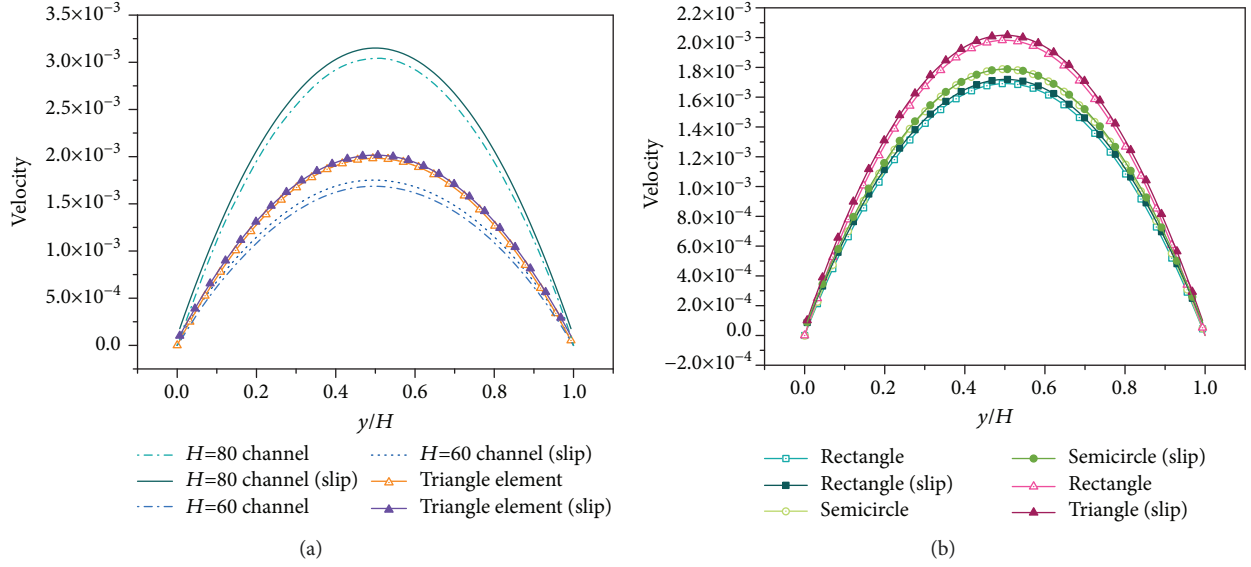 3.5×10⁻³
3.0×10⁻³
2.5×10⁻³
2.0×10⁻³
1.5×10⁻³
1.0×10⁻³
5.0×10⁻⁴
0.0
Velocity
0.0 0.2 0.4 0.6 0.8 1.0
y/H
H=80 channel
H=80 channel (slip)
H=60 channel
H=60 channel (slip)
Triangle element
Triangle element (slip)
(a)
2.2×10⁻³
2.0×10⁻³
1.8×10⁻³
1.6×10⁻³
1.4×10⁻³
1.2×10⁻³
1.0×10⁻³
8.0×10⁻⁴
6.0×10⁻⁴
4.0×10⁻⁴
2.0×10⁻⁴
0.0
−2.0×10⁻⁴
Velocity
0.0 0.2 0.4 0.6 0.8 1.0
y/H
Rectangle
Rectangle (slip)
Semicircle
Semicircle (slip)
Rectangle
Triangle (slip)
(b)